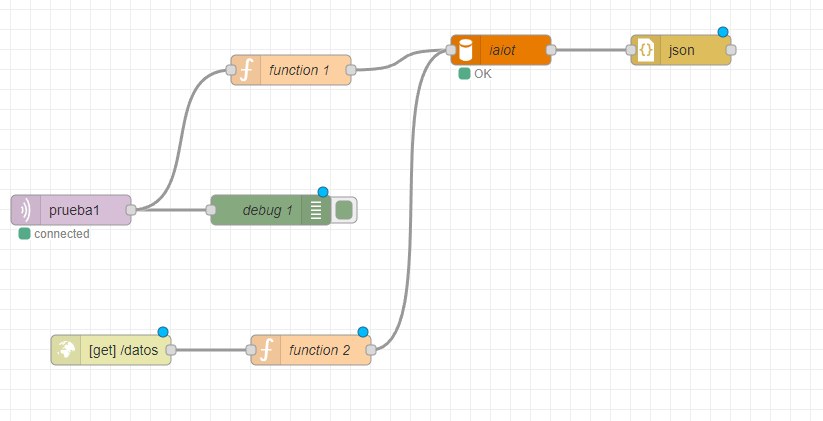 iaiot
json
OK
function 1
prueba1
debug 1
connected
[get] /datos
function 2